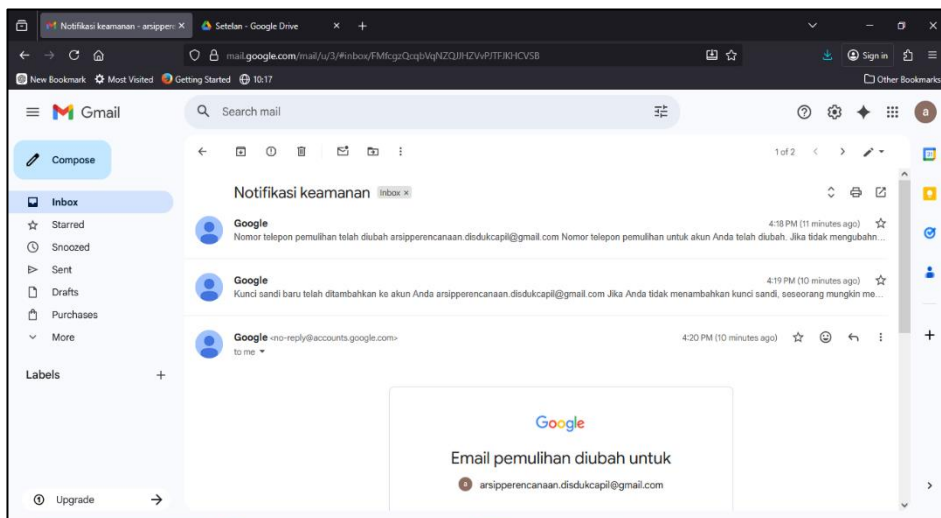 Notifikasi keamanan - arsippere
Setelan - Google Drive
mail.google.com/mail/u/3/#inbox/
Sign in
New Bookmark Most Visited Getting Started 10:17 Other Bookmarks
Gmail
Search mail
a
Compose
1 of 2
Inbox
Starred
Snoozed
Sent
Drafts
Purchases
More
Labels
Upgrade
Notifikasi keamanan Inbox x
Google 4:18 PM (11 minutes ago)
Nomor telepon pemulihan telah diubah arsipperencanaan.disdukcapil@gmail.com Nomor telepon pemulihan untuk akun Anda telah diubah. Jika tidak mengubahn...
Google 4:19 PM (10 minutes ago)
Kunci sandi baru telah ditambahkan ke akun Anda arsipperencanaan.disdukcapil@gmail.com Jika Anda tidak menambahkan kunci sandi, seseorang mungkin me...
Google <no-reply@accounts.google.com> 4:20 PM (10 minutes ago)
to me
Google
Email pemulihan diubah untuk
a arsipperencanaan.disdukcapil@gmail.com